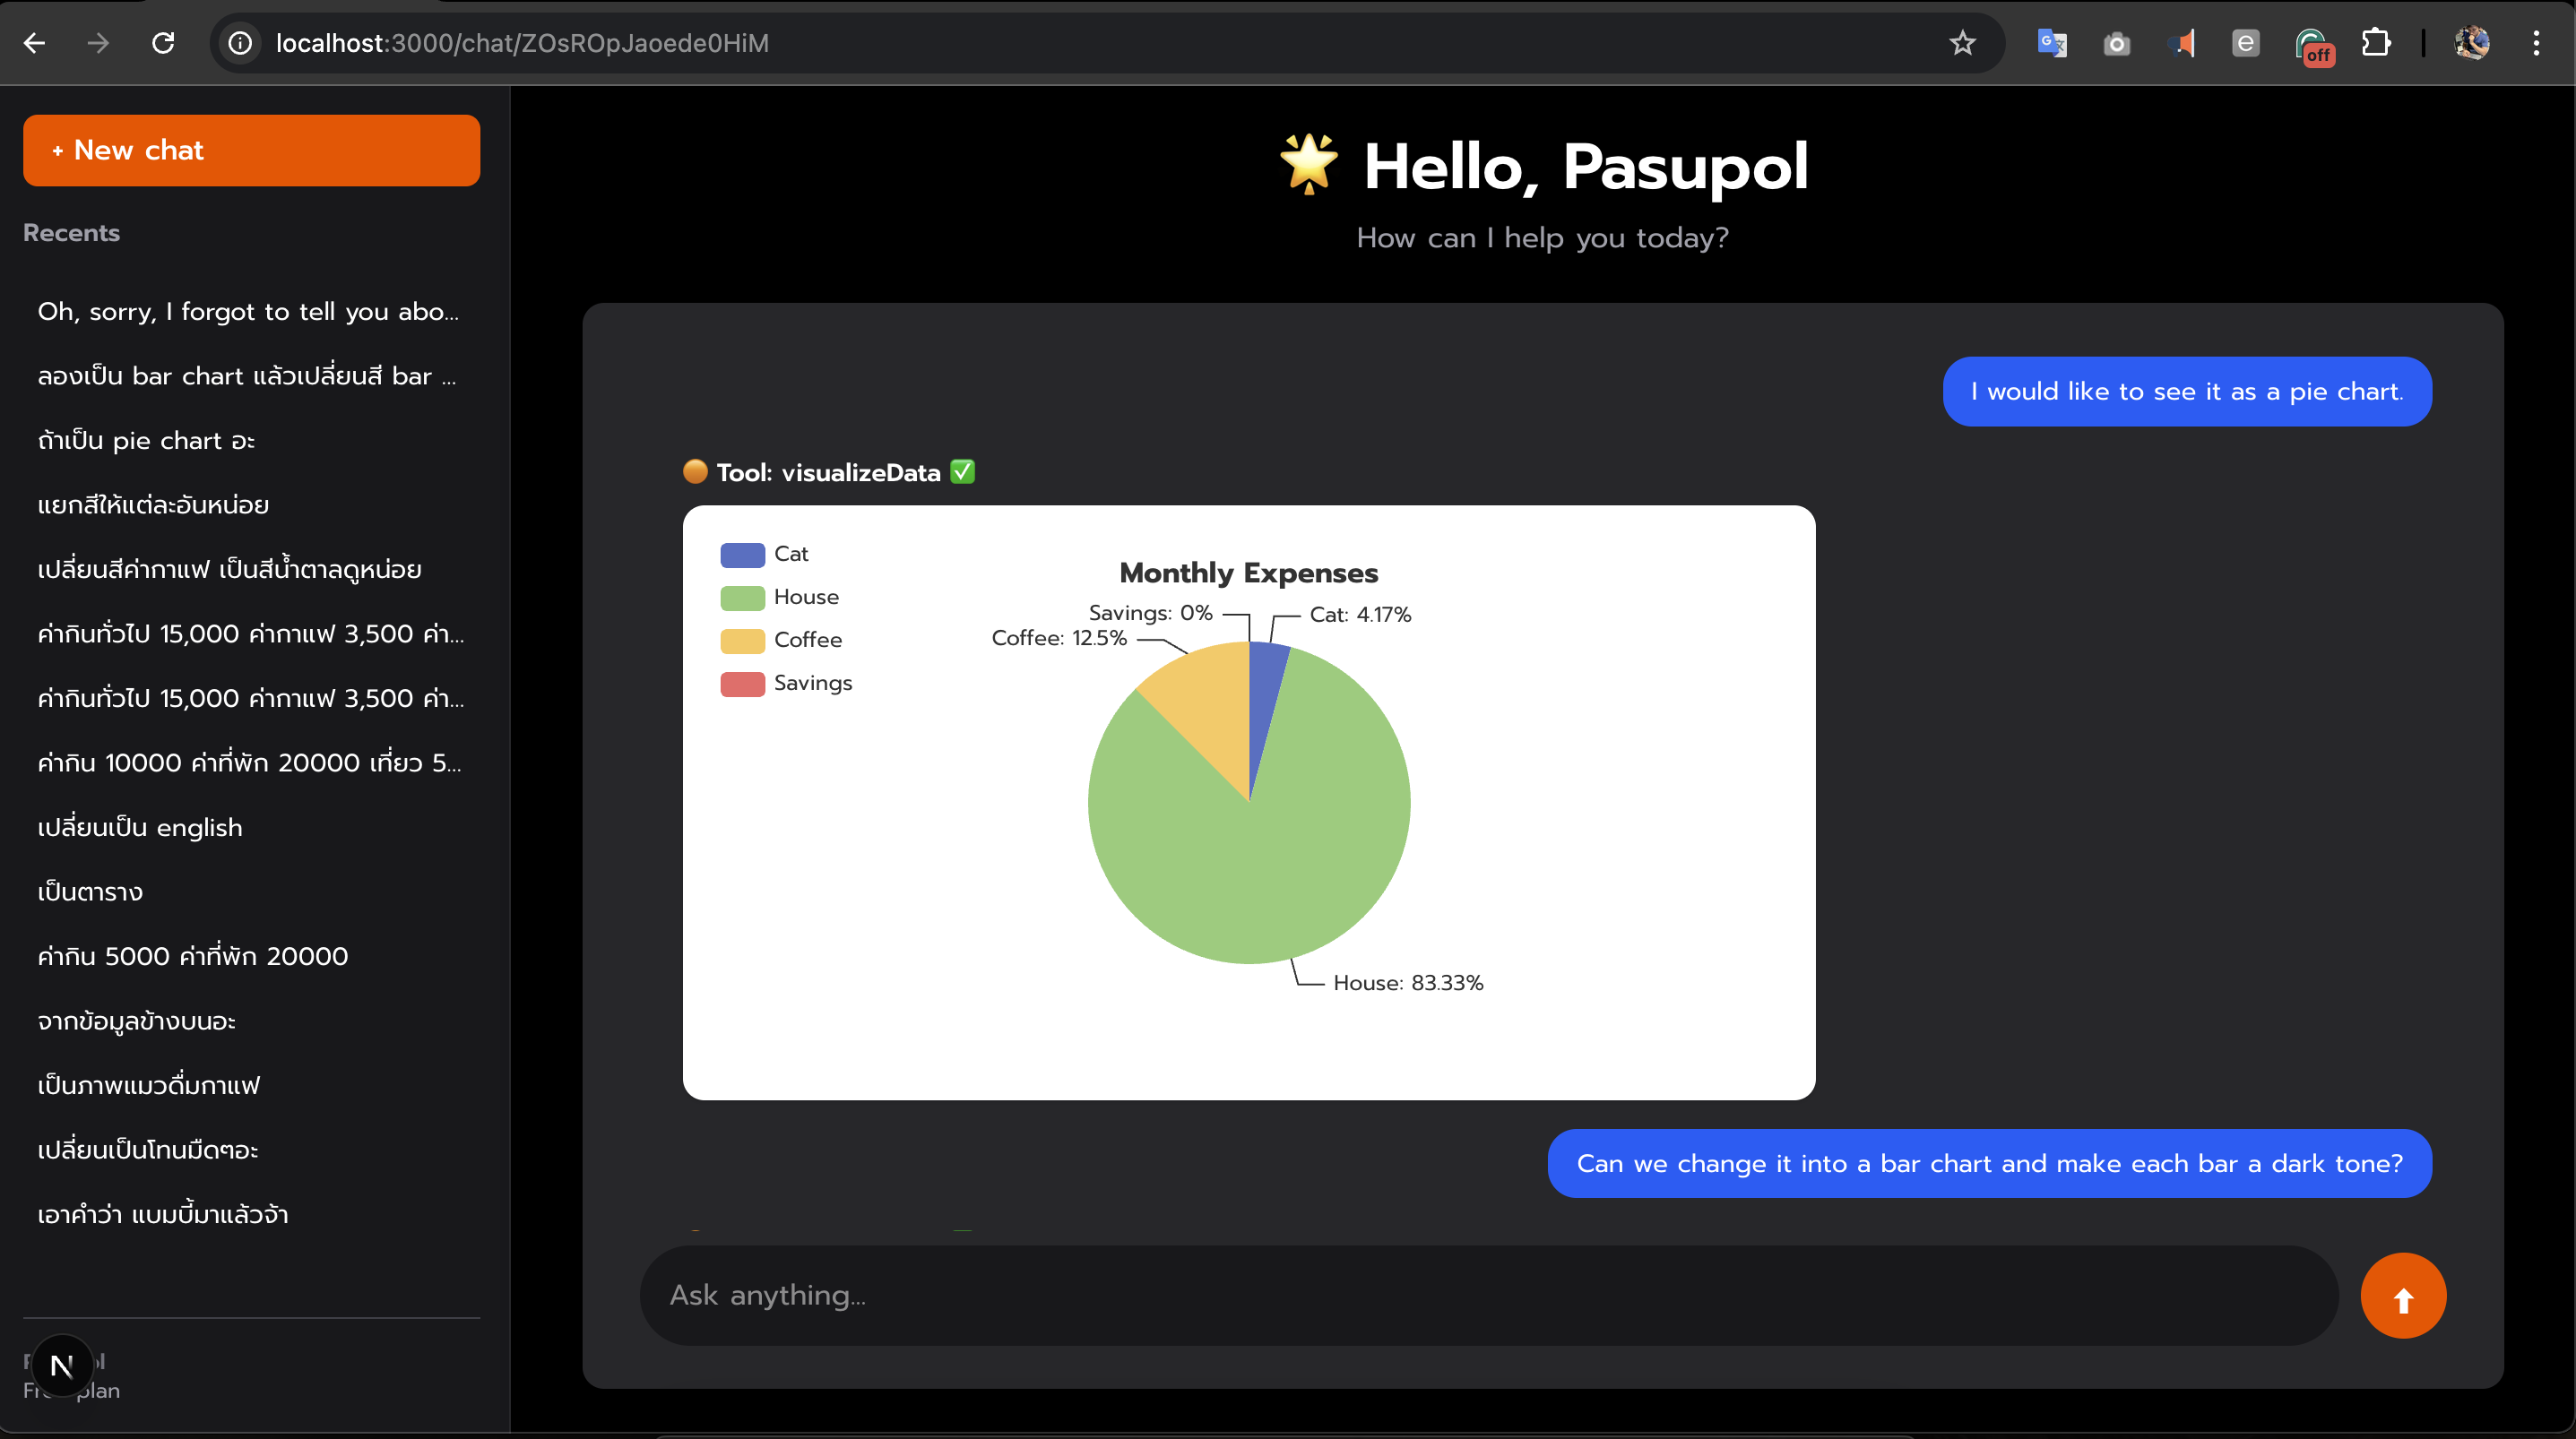 localhost:3000/chat/ZOsROpJaoede0HiM
off
+ New chat
Recents
Oh, sorry, I forgot to tell you abo...
ลองเป็น bar chart แล้วเปลี่ยนสี bar ...
ถ้าเป็น pie chart อะ
แยกสีให้แต่ละอันหน่อย
เปลี่ยนสีค่ากาแฟ เป็นสีน้ำตาลดูหน่อย
ค่ากินทั่วไป 15,000 ค่ากาแฟ 3,500 ค่า...
ค่ากินทั่วไป 15,000 ค่ากาแฟ 3,500 ค่า...
ค่ากิน 10000 ค่าที่พัก 20000 เที่ยว 5...
เปลี่ยนเป็น english
เป็นตาราง
ค่ากิน 5000 ค่าที่พัก 20000
จากข้อมูลข้างบนอะ
เป็นภาพแมวดื่มกาแฟ
เปลี่ยนเป็นโทนมืดๆอะ
เอาคำว่า แบมบี้มาแล้วจ้า
N
plan
Hello, Pasupol
How can I help you today?
I would like to see it as a pie chart.
Tool: visualizeData
Cat
House
Coffee
Savings
Monthly Expenses
Savings: 0%
Cat: 4.17%
Coffee: 12.5%
House: 83.33%
Can we change it into a bar chart and make each bar a dark tone?
Ask anything...